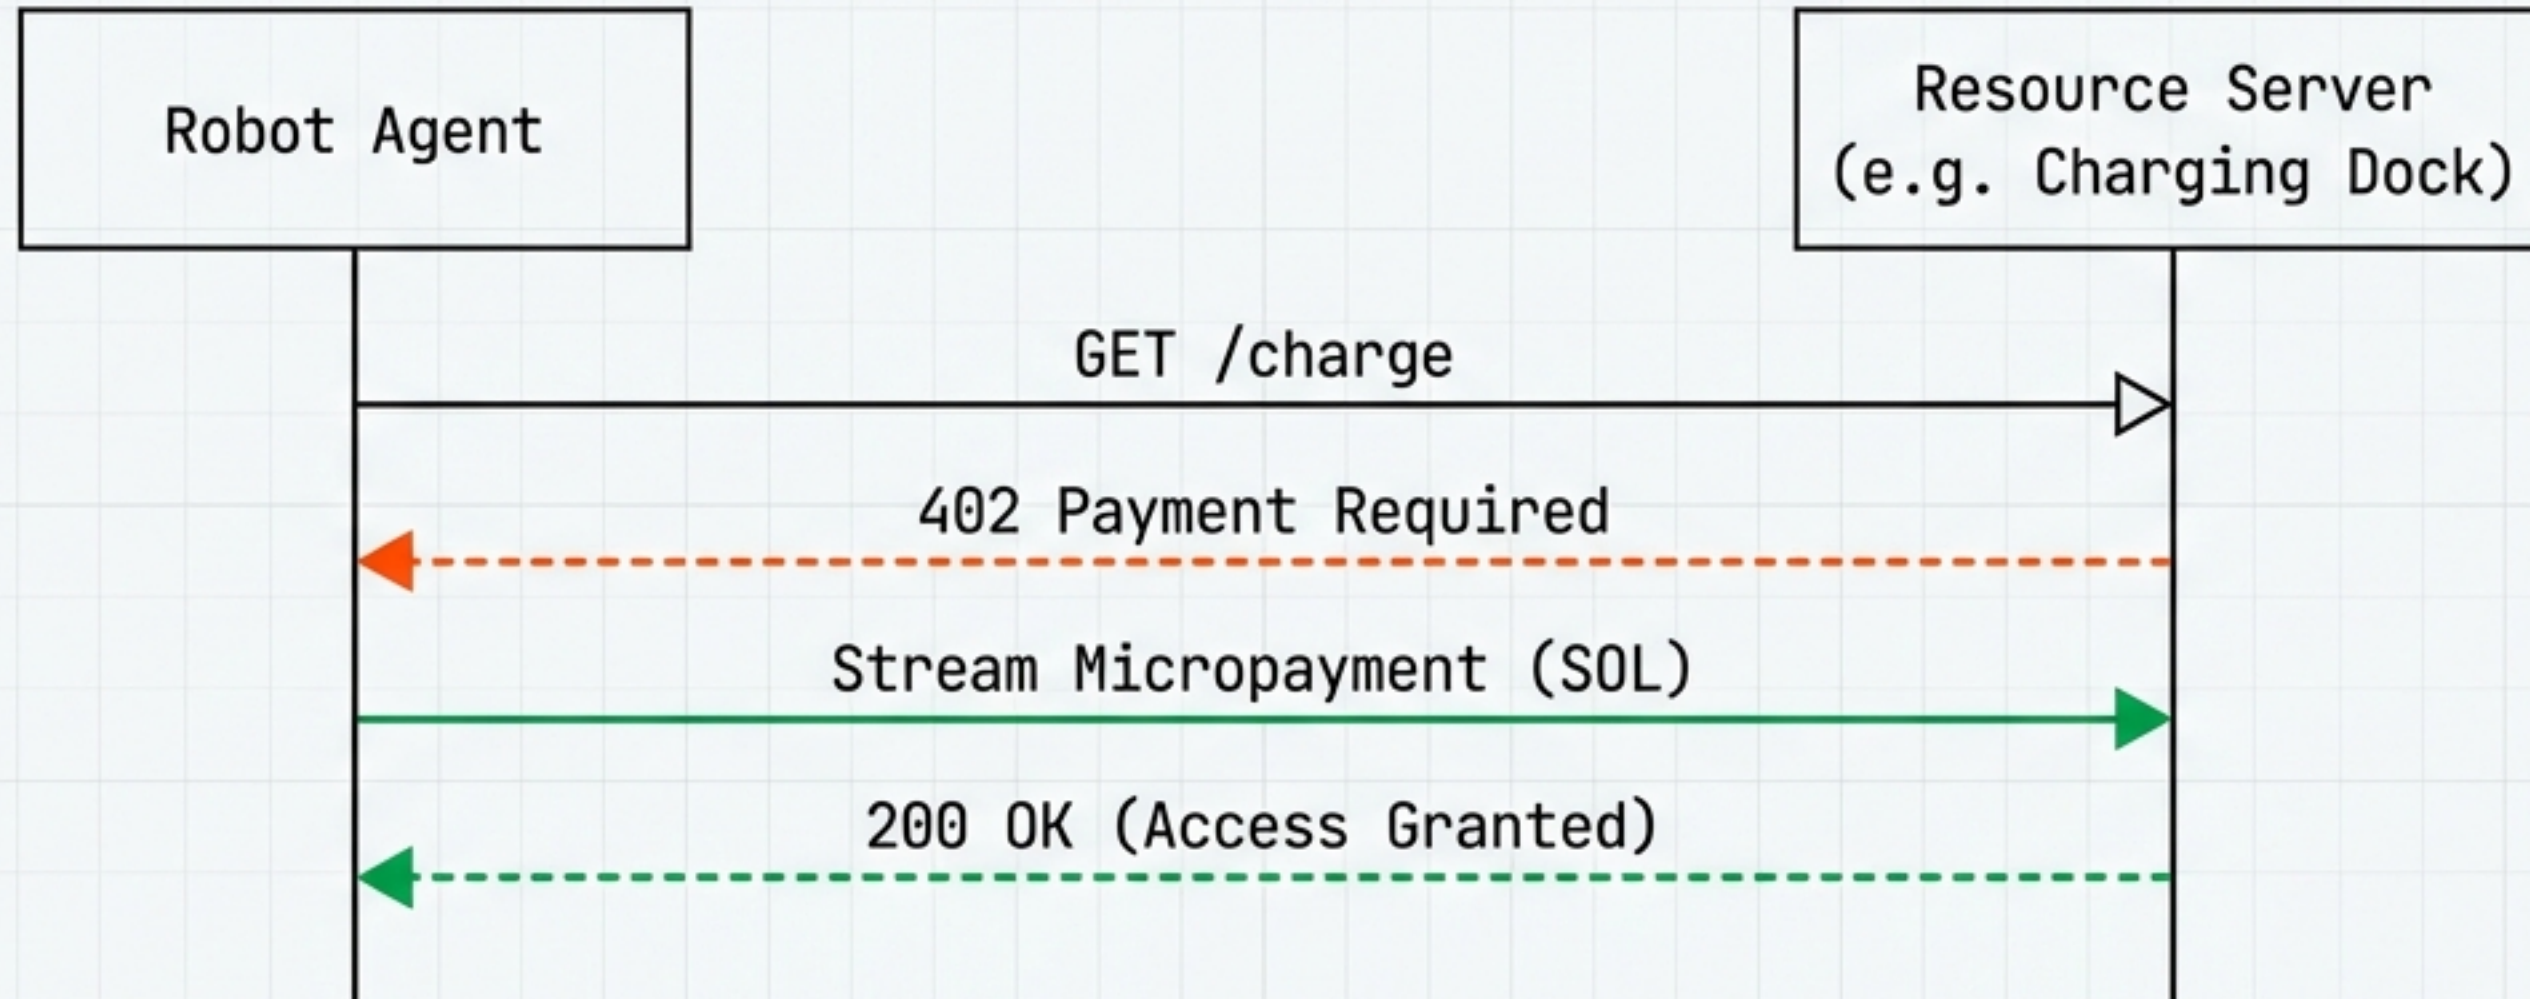 Robot Agent
Resource Server
(e.g. Charging Dock)
GET /charge
402 Payment Required
Stream Micropayment (SOL)
200 OK (Access Granted)